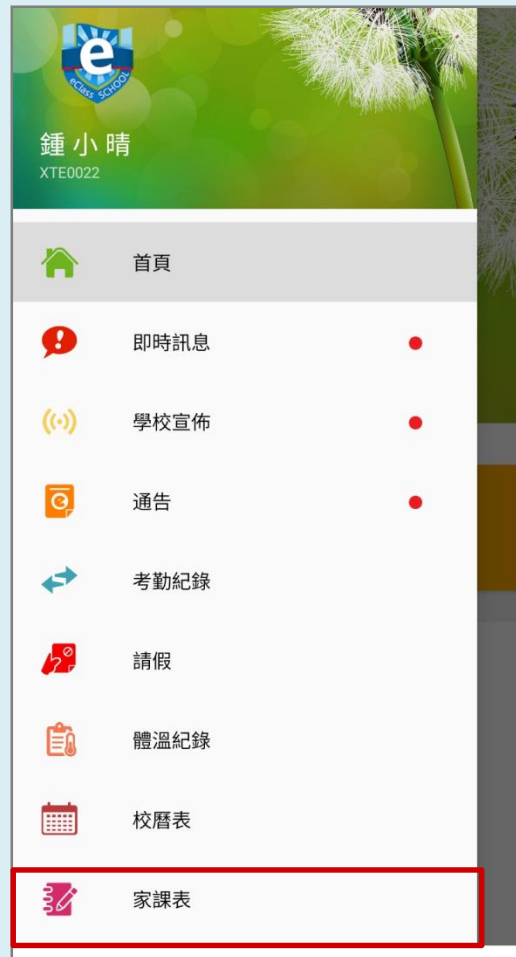 e
eClass SCHOOL
鍾小晴
XTE0022
首頁
即時訊息
學校宣佈
通告
考勤紀錄
請假
體溫紀錄
校曆表
家課表